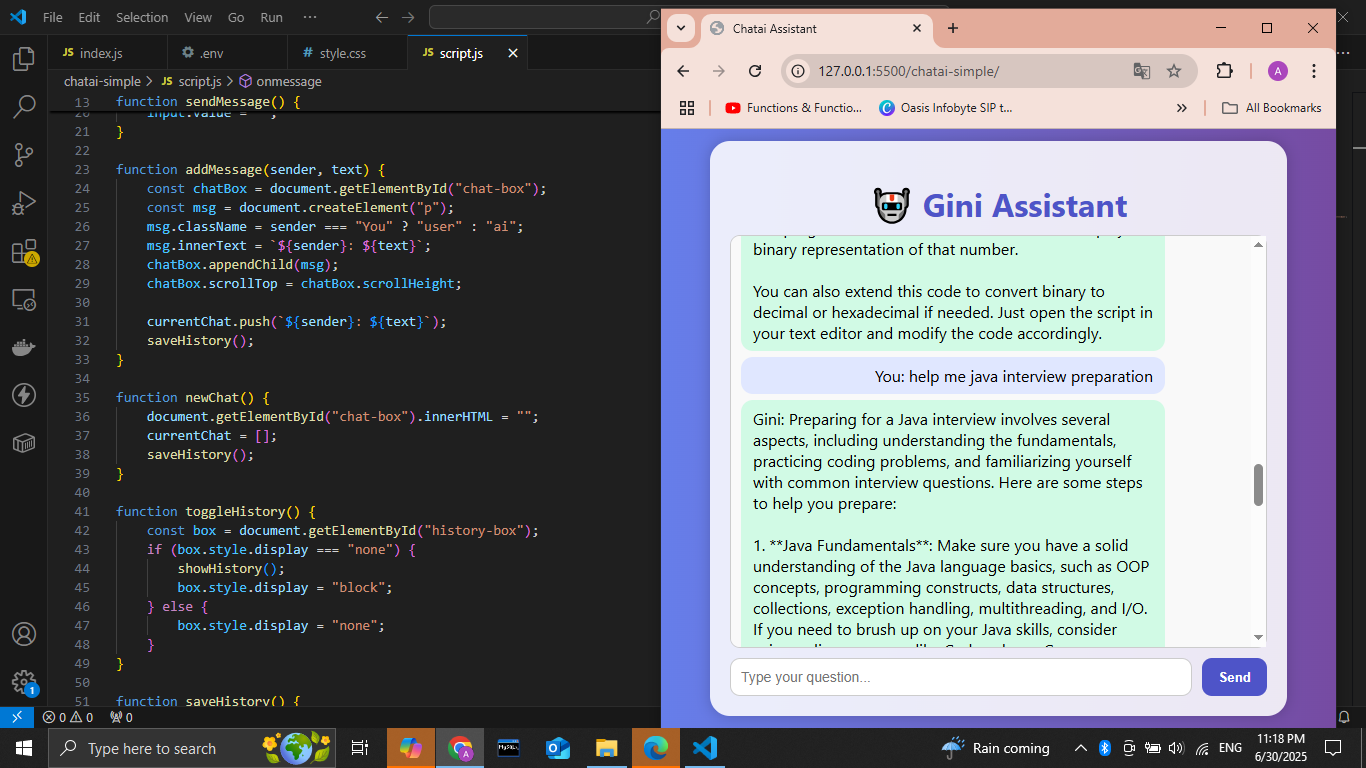 File Edit Selection View Go Run ···
JS index.js
.env
# style.css
JS script.js
chatai-simple > JS script.js > onmessage
13 function sendMessage() {
20 input.value = "";
21 }
22
23 function addMessage(sender, text) {
24 const chatBox = document.getElementById("chat-box");
25 const msg = document.createElement("p");
26 msg.className = sender === "You" ? "user" : "ai";
27 msg.innerText = `${sender}: ${text}`;
28 chatBox.appendChild(msg);
29 chatBox.scrollTop = chatBox.scrollHeight;
30
31 currentChat.push(`${sender}: ${text}`);
32 saveHistory();
33 }
34
35 function newChat() {
36 document.getElementById("chat-box").innerHTML = "";
37 currentChat = [];
38 saveHistory();
39 }
40
41 function toggleHistory() {
42 const box = document.getElementById("history-box");
43 if (box.style.display === "none") {
44 showHistory();
45 box.style.display = "block";
46 } else {
47 box.style.display = "none";
48 }
49 }
50
51 function saveHistory() {
1
0 0 0
Chatai Assistant
127.0.0.1:5500/chatai-simple/
A
Functions & Functio...
Oasis Infobyte SIP t...
All Bookmarks
Gini Assistant
binary representation of that number.
You can also extend this code to convert binary to
decimal or hexadecimal if needed. Just open the script in
your text editor and modify the code accordingly.
You: help me java interview preparation
Gini: Preparing for a Java interview involves several
aspects, including understanding the fundamentals,
practicing coding problems, and familiarizing yourself
with common interview questions. Here are some steps
to help you prepare:
1. **Java Fundamentals**: Make sure you have a solid
understanding of the Java language basics, such as OOP
concepts, programming constructs, data structures,
collections, exception handling, multithreading, and I/O.
If you need to brush up on your Java skills, consider
Type your question...
Send
Type here to search
MySQL
A
Rain coming
ENG
11:18 PM
6/30/2025